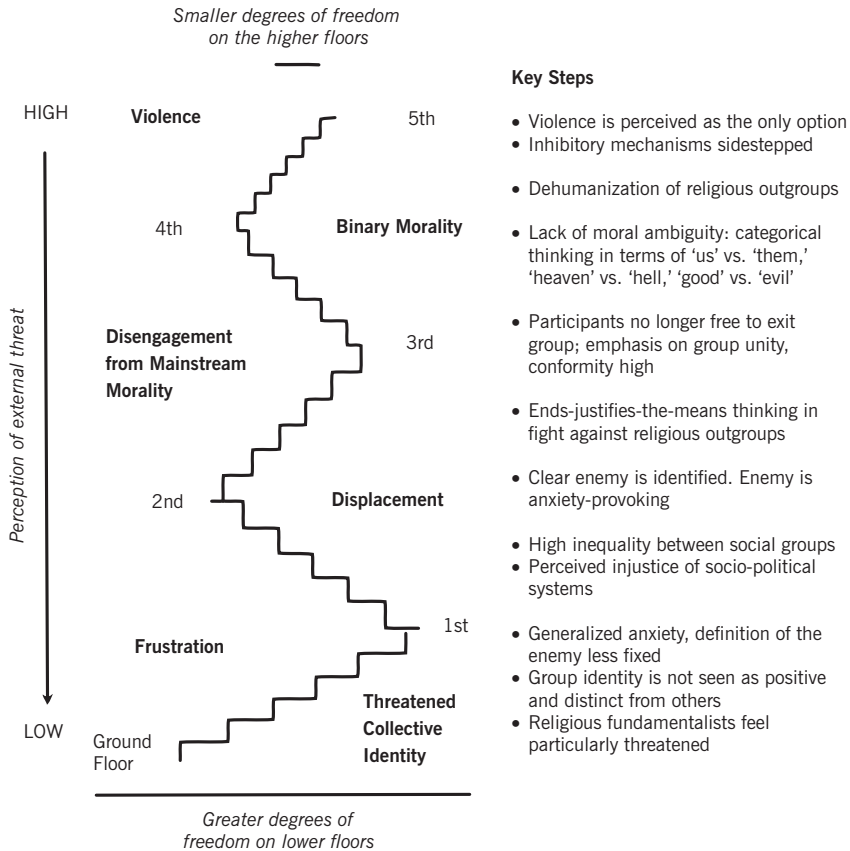 Smaller degrees of freedom
on the higher floors
HIGH
Violence
5th
4th
Binary Morality
Disengagement
from Mainstream
Morality
3rd
2nd
Displacement
1st
Frustration
Threatened
Collective
Identity
Ground
Floor
LOW
Perception of external threat
Greater degrees of
freedom on lower floors
Key Steps
• Violence is perceived as the only option
• Inhibitory mechanisms sidestepped
• Dehumanization of religious outgroups
• Lack of moral ambiguity: categorical
thinking in terms of ‘us’ vs. ‘them,’
‘heaven’ vs. ‘hell,’ ‘good’ vs. ‘evil’
• Participants no longer free to exit
group; emphasis on group unity,
conformity high
• Ends-justifies-the-means thinking in
fight against religious outgroups
• Clear enemy is identified. Enemy is
anxiety-provoking
• High inequality between social groups
• Perceived injustice of socio-political
systems
• Generalized anxiety, definition of the
enemy less fixed
• Group identity is not seen as positive
and distinct from others
• Religious fundamentalists feel
particularly threatened